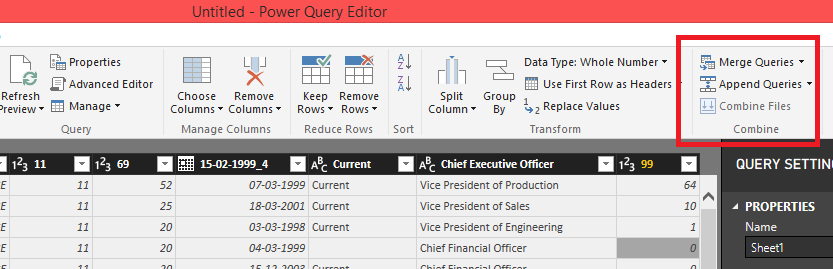 Untitled - Power Query Editor
Refresh Preview
Properties
Advanced Editor
Manage
Query
Choose Columns
Remove Columns
Manage Columns
Keep Rows
Remove Rows
Reduce Rows
A Z
Z A
Sort
Split Column
Group By
Data Type: Whole Number
Use First Row as Headers
1 2 Replace Values
Transform
Merge Queries
Append Queries
Combine Files
Combine
123 11 123 69 15-02-1999_4 ABC Current ABC Chief Executive Officer 123 99
11 52 07-03-1999 Current Vice President of Production 64
11 25 18-03-2001 Current Vice President of Sales 10
11 20 03-03-1998 Current Vice President of Engineering 1
11 20 04-03-1999 Chief Financial Officer 0
11 20 Current Chief Financial Officer 0
QUERY SETTIN
PROPERTIES
Name
Sheet1